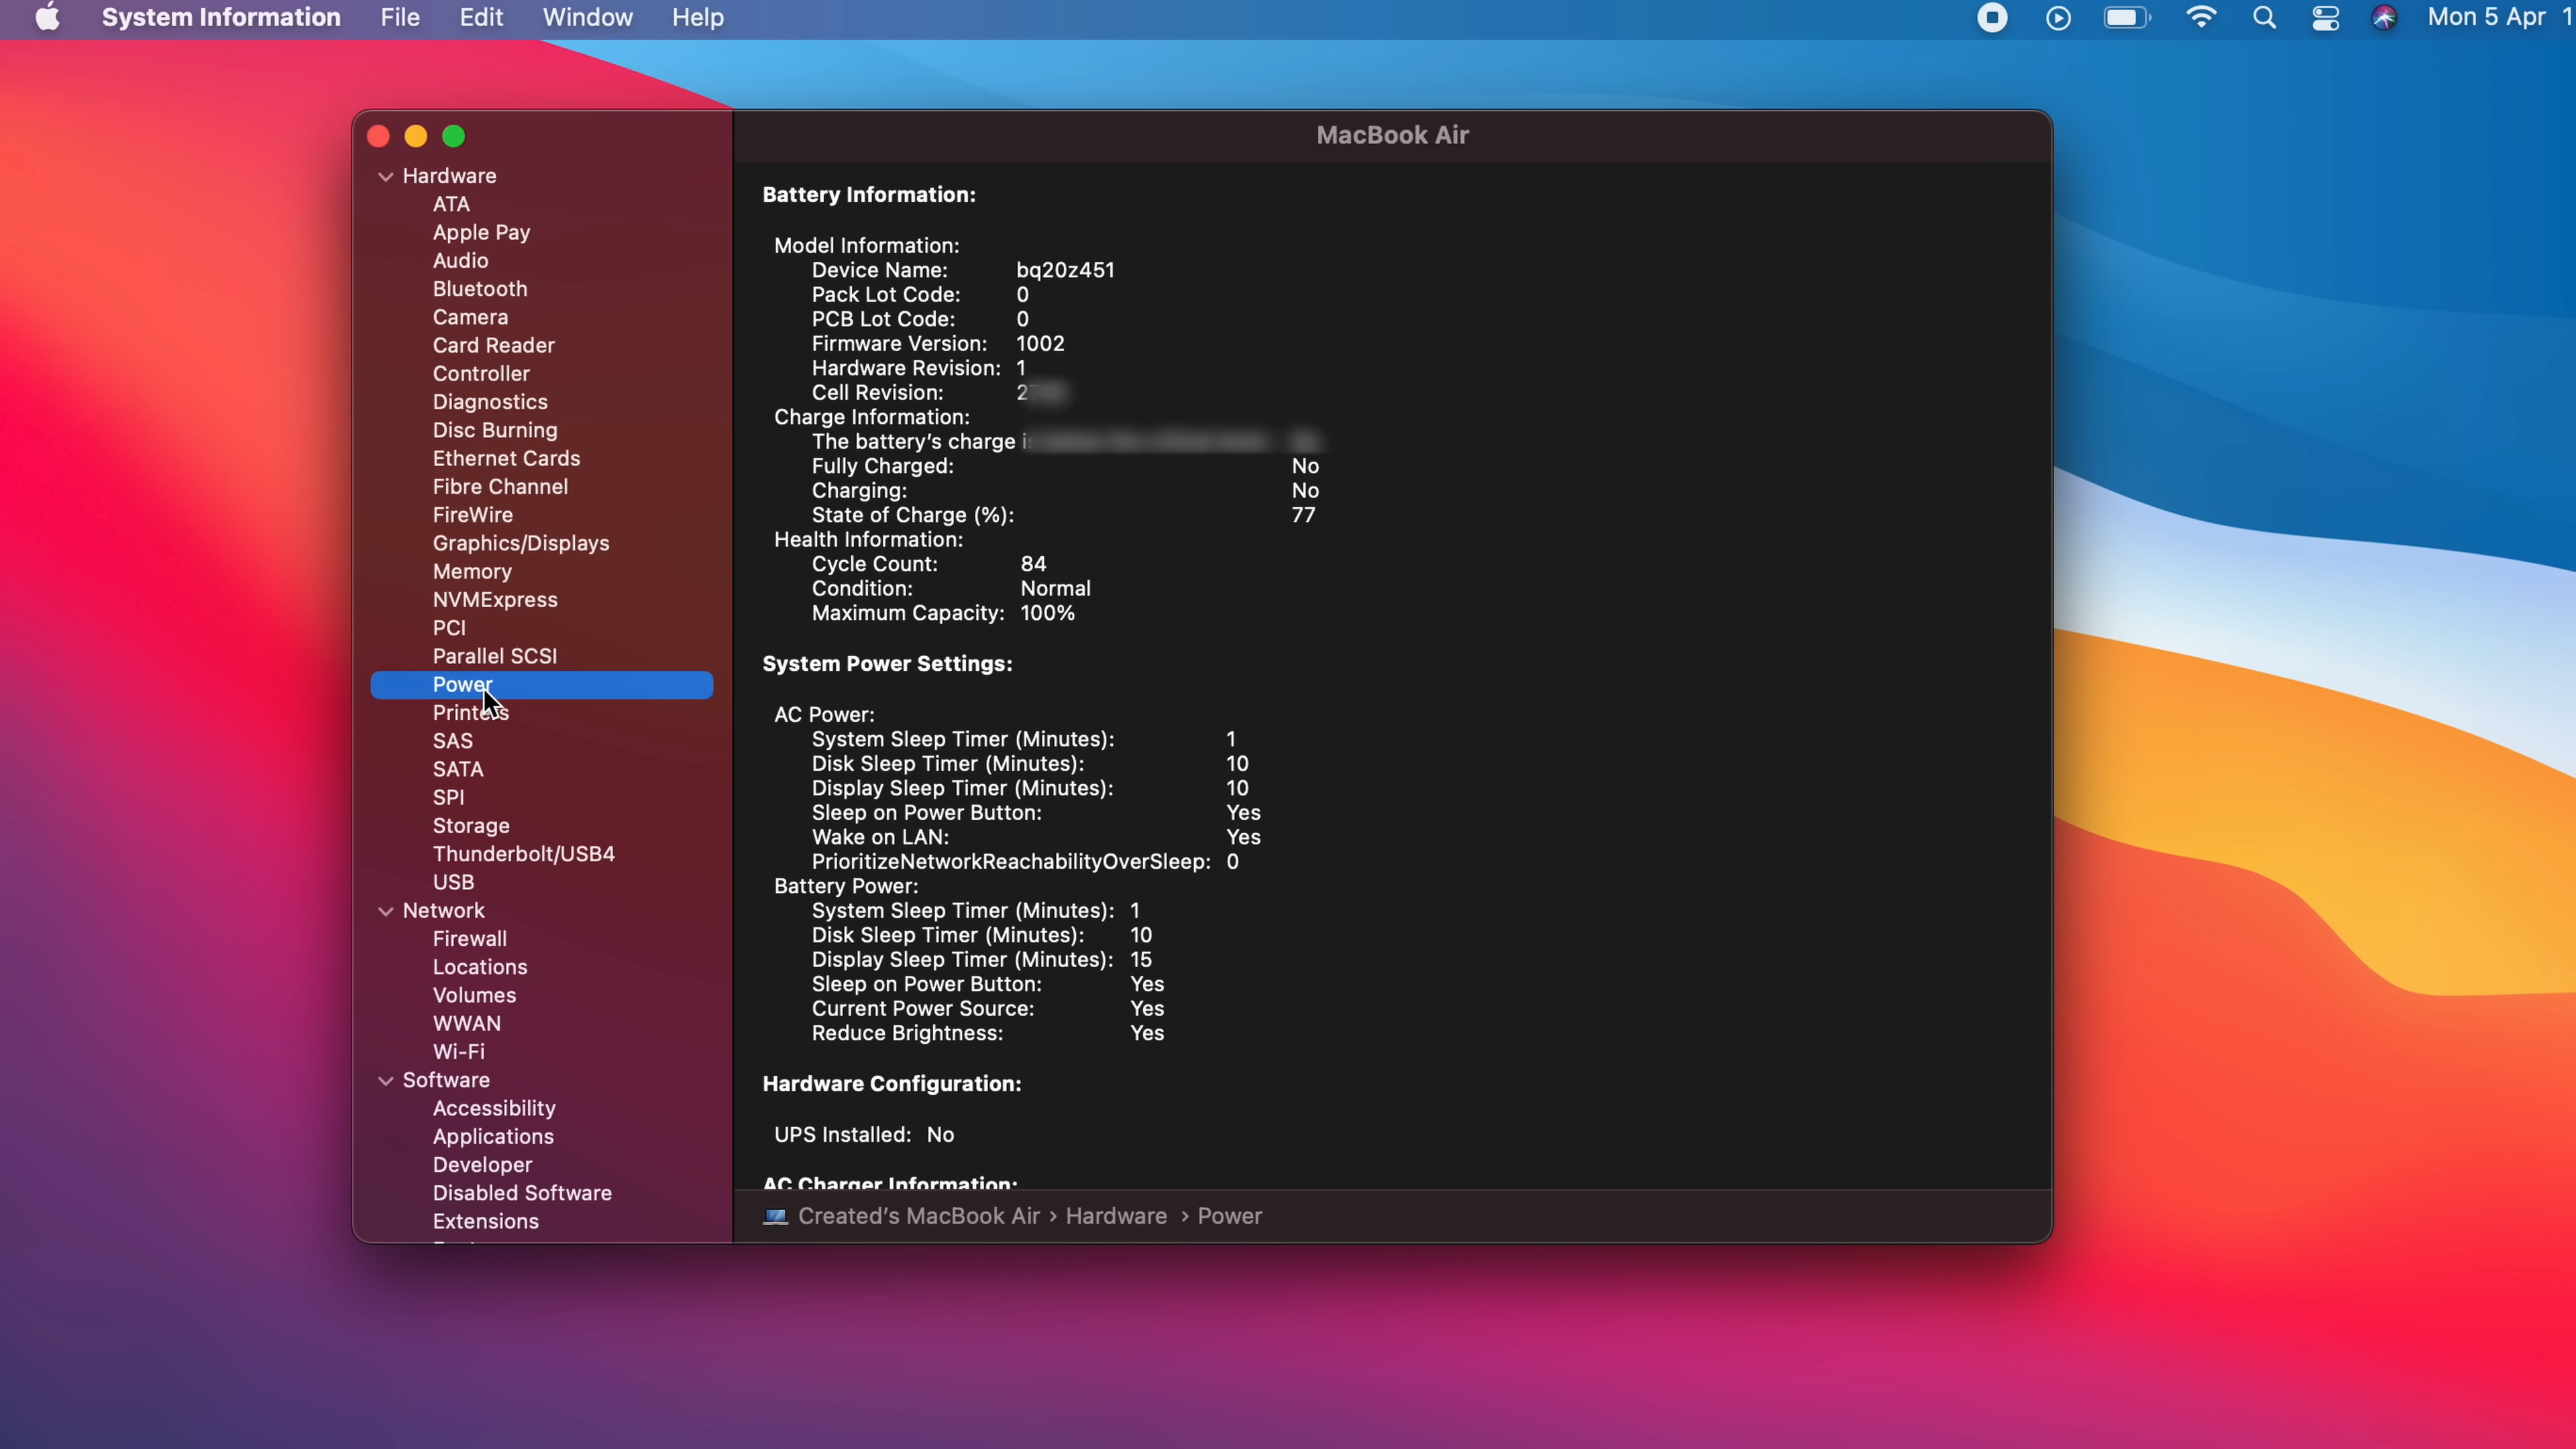 System Information File Edit Window Help Mon 5 Apr 1
MacBook Air
Hardware
ATA
Apple Pay
Audio
Bluetooth
Camera
Card Reader
Controller
Diagnostics
Disc Burning
Ethernet Cards
Fibre Channel
FireWire
Graphics/Displays
Memory
NVMExpress
PCI
Parallel SCSI
Power
Printers
SAS
SATA
SPI
Storage
Thunderbolt/USB4
USB
Network
Firewall
Locations
Volumes
WWAN
Wi-Fi
Software
Accessibility
Applications
Developer
Disabled Software
Extensions
Battery Information:
Model Information:
Device Name: bq20z451
Pack Lot Code: 0
PCB Lot Code: 0
Firmware Version: 1002
Hardware Revision: 1
Cell Revision: 2
Charge Information:
The battery's charge
Fully Charged: No
Charging: No
State of Charge (%): 77
Health Information:
Cycle Count: 84
Condition: Normal
Maximum Capacity: 100%
System Power Settings:
AC Power:
System Sleep Timer (Minutes): 1
Disk Sleep Timer (Minutes): 10
Display Sleep Timer (Minutes): 10
Sleep on Power Button: Yes
Wake on LAN: Yes
PrioritizeNetworkReachabilityOverSleep: 0
Battery Power:
System Sleep Timer (Minutes): 1
Disk Sleep Timer (Minutes): 10
Display Sleep Timer (Minutes): 15
Sleep on Power Button: Yes
Current Power Source: Yes
Reduce Brightness: Yes
Hardware Configuration:
UPS Installed: No
AC Charger Information:
Created's MacBook Air › Hardware › Power